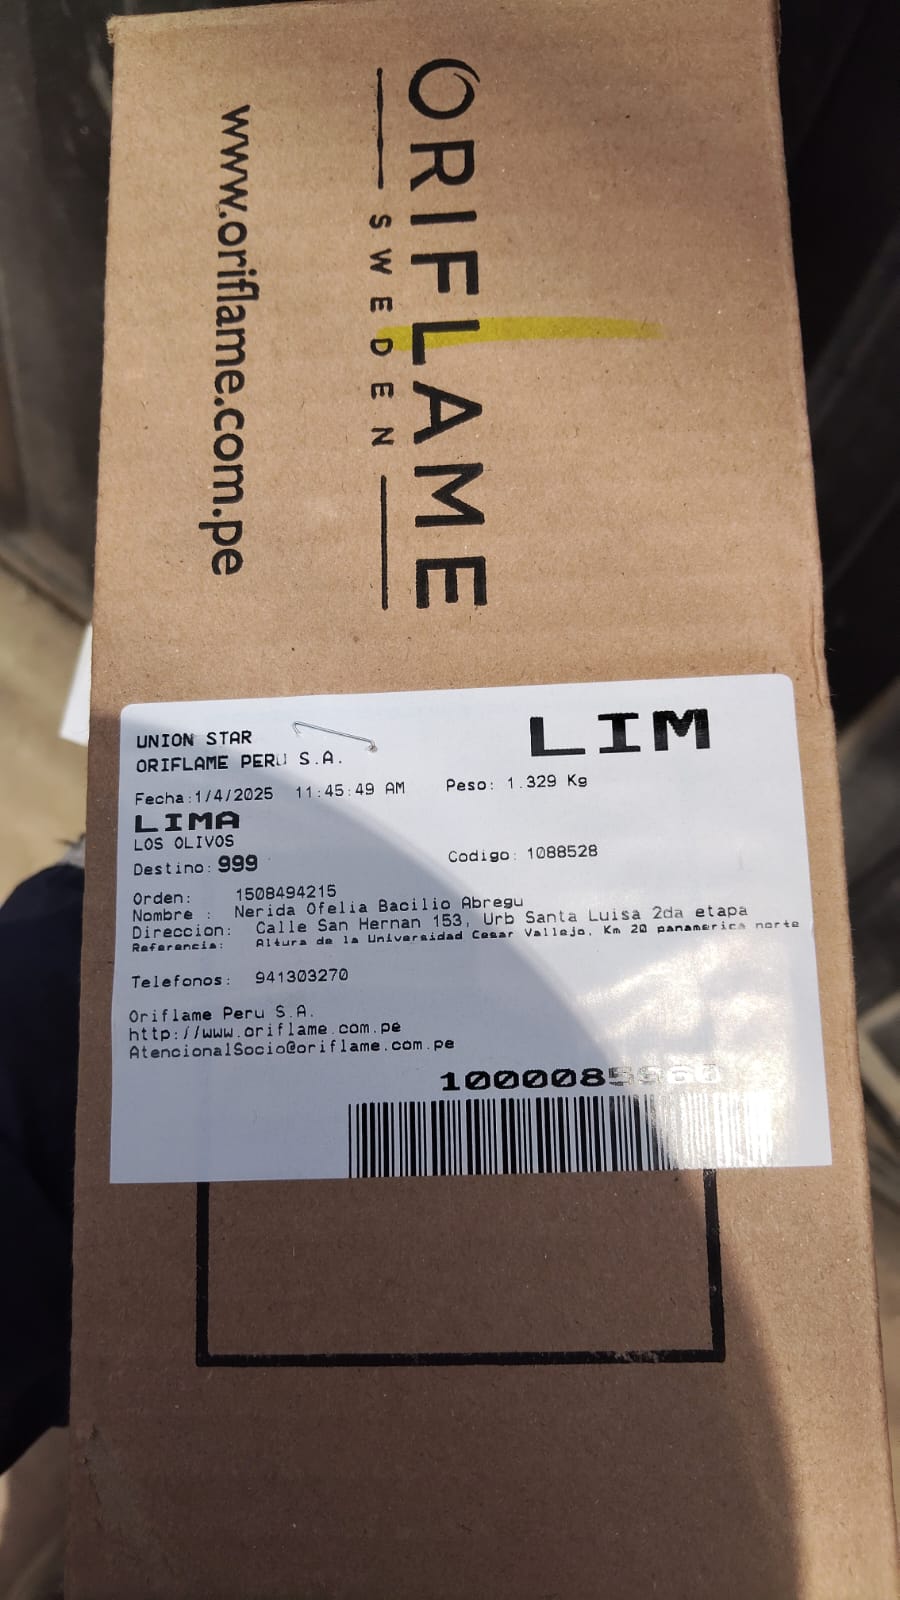 ORIFLAME
SWEDEN
www.oriflame.com.pe
UNION STAR
LIM
ORIFLAME PERU S.A.
Fecha:1/4/2025 11:45:49 AM Peso: 1.329 Kg
LIMA
LOS OLIVOS
Destino: 999 Codigo: 1088528
Orden: 1508494215
Nombre : Nerida Ofelia Bacilio Abregu
Direccion: Calle San Hernan 153, Urb Santa Luisa 2da etapa
Referencia: Altura de la Universidad Cesar Vallejo, Km 20 panamerica norte
Telefonos: 941303270
Oriflame Peru S.A.
http://www.oriflame.com.pe
AtencionalSocio@oriflame.com.pe